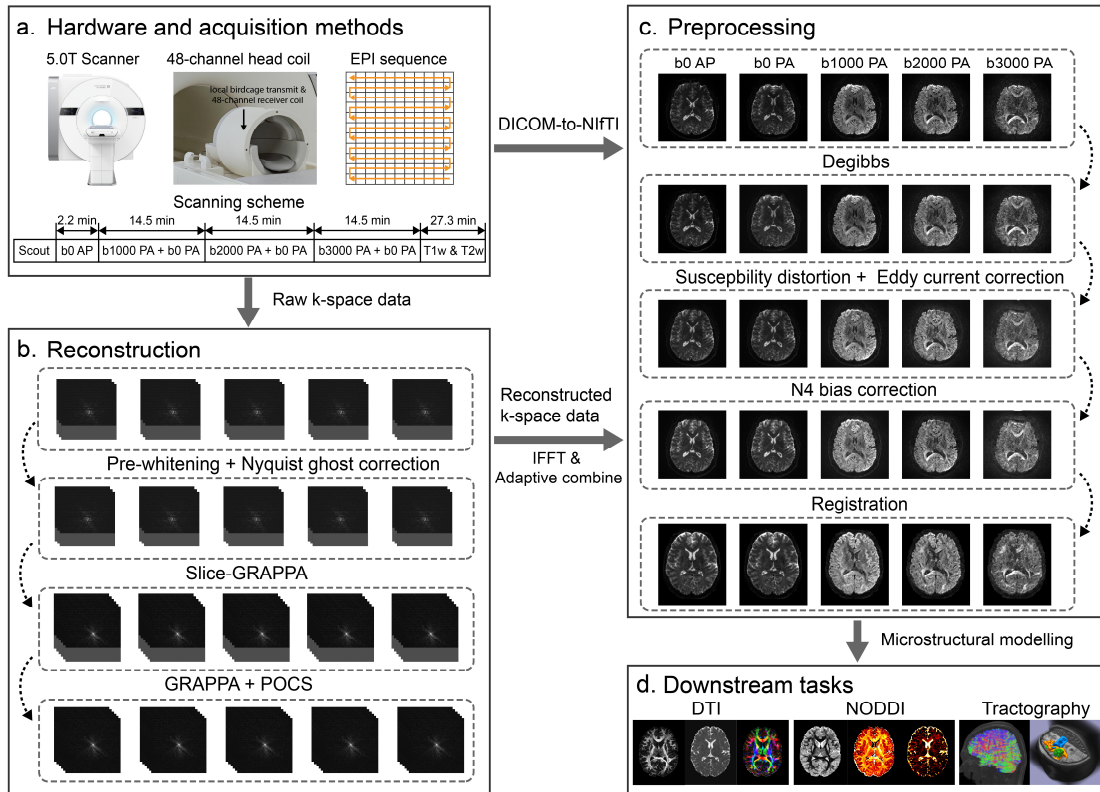 a. Hardware and acquisition methods
5.0T Scanner
48-channel head coil
EPI sequence
local birdcage transmit &
48-channel receiver coil
Scanning scheme
2.2 min
14.5 min
14.5 min
14.5 min
27.3 min
Scout
b0 AP
b1000 PA + b0 PA
b2000 PA + b0 PA
b3000 PA + b0 PA
T1w & T2w
Raw k-space data
DICOM-to-NIfTI
b. Reconstruction
Pre-whitening + Nyquist ghost correction
Slice-GRAPPA
GRAPPA + POCS
Reconstructed
k-space data
IFFT &
Adaptive combine
c. Preprocessing
b0 AP
b0 PA
b1000 PA
b2000 PA
b3000 PA
Degibbs
Suscepbility distortion + Eddy current correction
N4 bias correction
Registration
Microstructural modelling
d. Downstream tasks
DTI
NODDI
Tractography